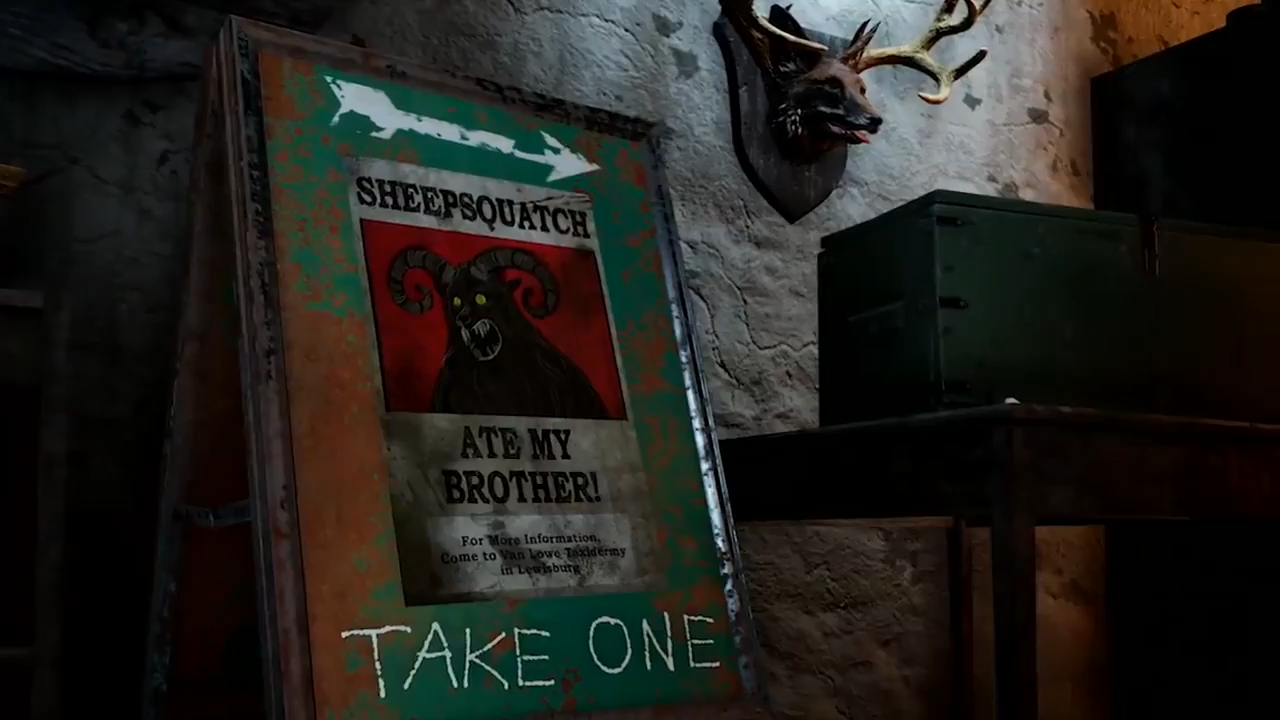 SHEEPSQUATCH
ATE MY
BROTHER!
For More Information,
Come to Van Lowe Taxidermy
in Lewisburg
TAKE ONE